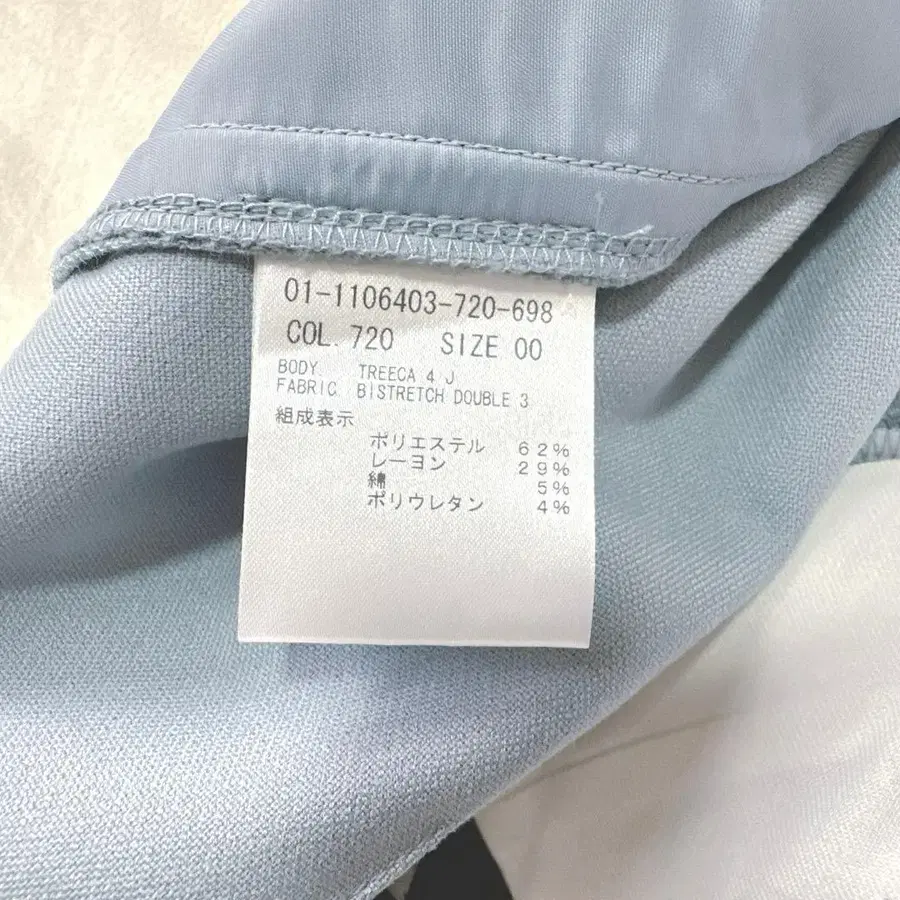 01-1106403-720-698
COL. 720 SIZE 00
BODY TREECA 4 J
FABRIC BISTRETCH DOUBLE 3
組成表示
ポリエステル 62%
レーヨン 29%
綿 5%
ポリウレタン 4%